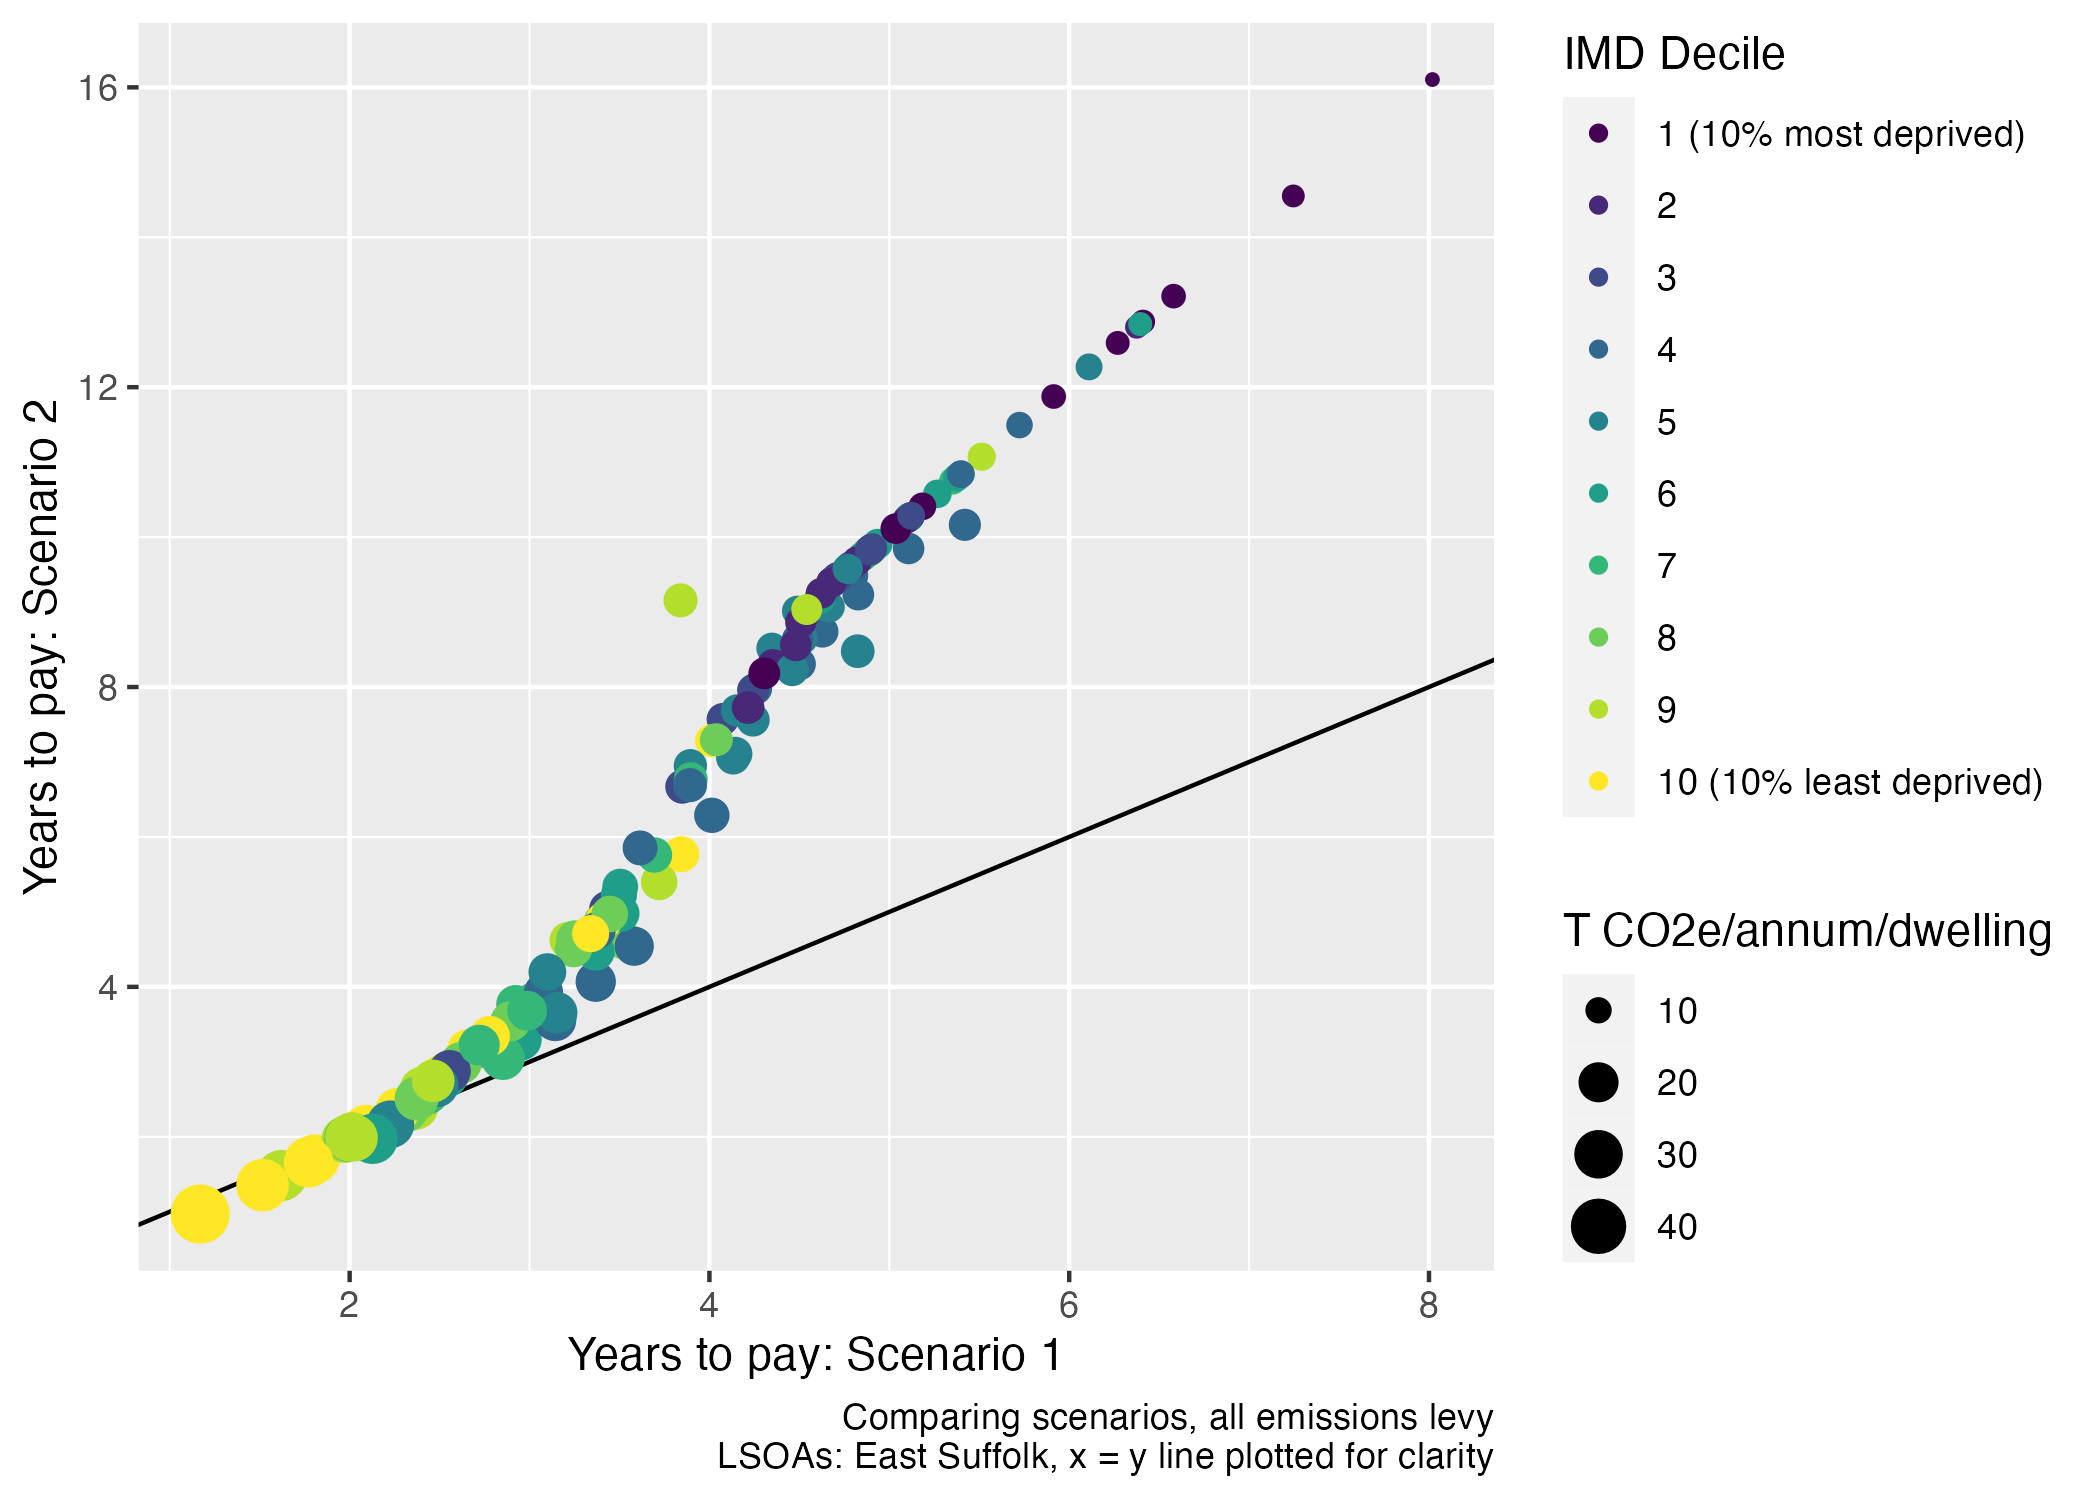 16
12
8
4
Years to pay: Scenario 2
2
4
6
8
Years to pay: Scenario 1
Comparing scenarios, all emissions levy
LSOAs: East Suffolk, x = y line plotted for clarity
IMD Decile
1 (10% most deprived)
2
3
4
5
6
7
8
9
10 (10% least deprived)
T CO2e/annum/dwelling
10
20
30
40